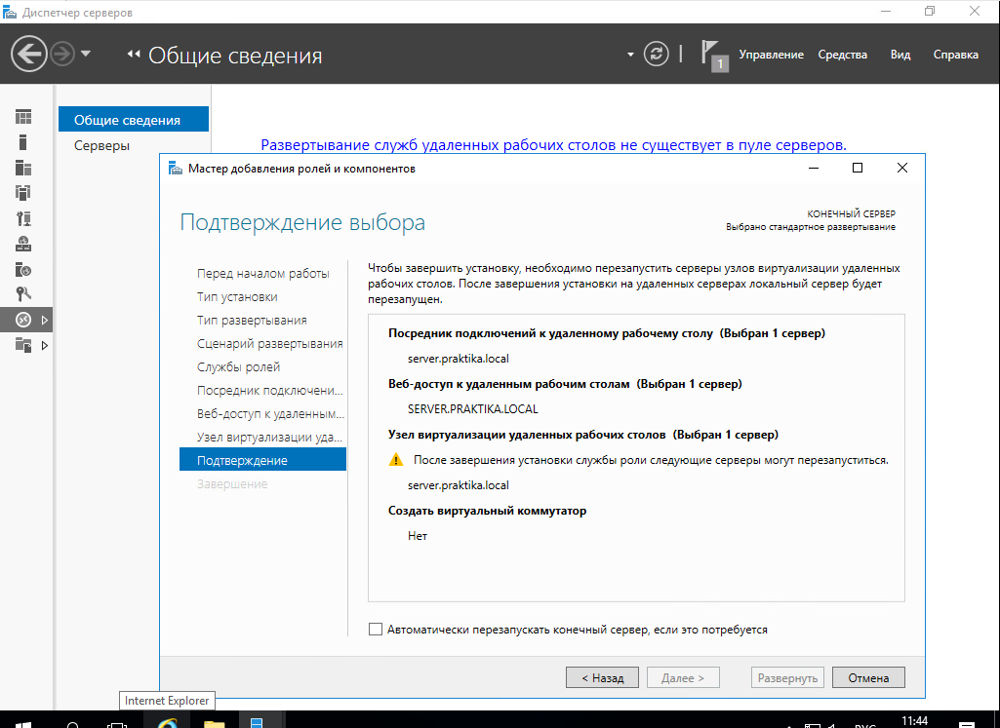 Диспетчер серверов
Общие сведения
1
Управление
Средства
Вид
Справка
Общие сведения
Серверы
Развертывание служб удаленных рабочих столов не существует в пуле серверов.
Мастер добавления ролей и компонентов
Подтверждение выбора
КОНЕЧНЫЙ СЕРВЕР
Выбрано стандартное развертывание
Перед началом работы
Тип установки
Тип развертывания
Сценарий развертывания
Службы ролей
Посредник подключени...
Веб-доступ к удаленным...
Узел виртуализации уда...
Подтверждение
Завершение
Чтобы завершить установку, необходимо перезапустить серверы узлов виртуализации удаленных
рабочих столов. После завершения установки на удаленных серверах локальный сервер будет
перезапущен.
Посредник подключений к удаленному рабочему столу (Выбран 1 сервер)
server.praktika.local
Веб-доступ к удаленным рабочим столам (Выбран 1 сервер)
SERVER.PRAKTIKA.LOCAL
Узел виртуализации удаленных рабочих столов (Выбран 1 сервер)
После завершения установки службы роли следующие серверы могут перезапуститься.
server.praktika.local
Создать виртуальный коммутатор
Нет
Автоматически перезапускать конечный сервер, если это потребуется
< Назад
Далее >
Развернуть
Отмена
Internet Explorer
РУС
11:44